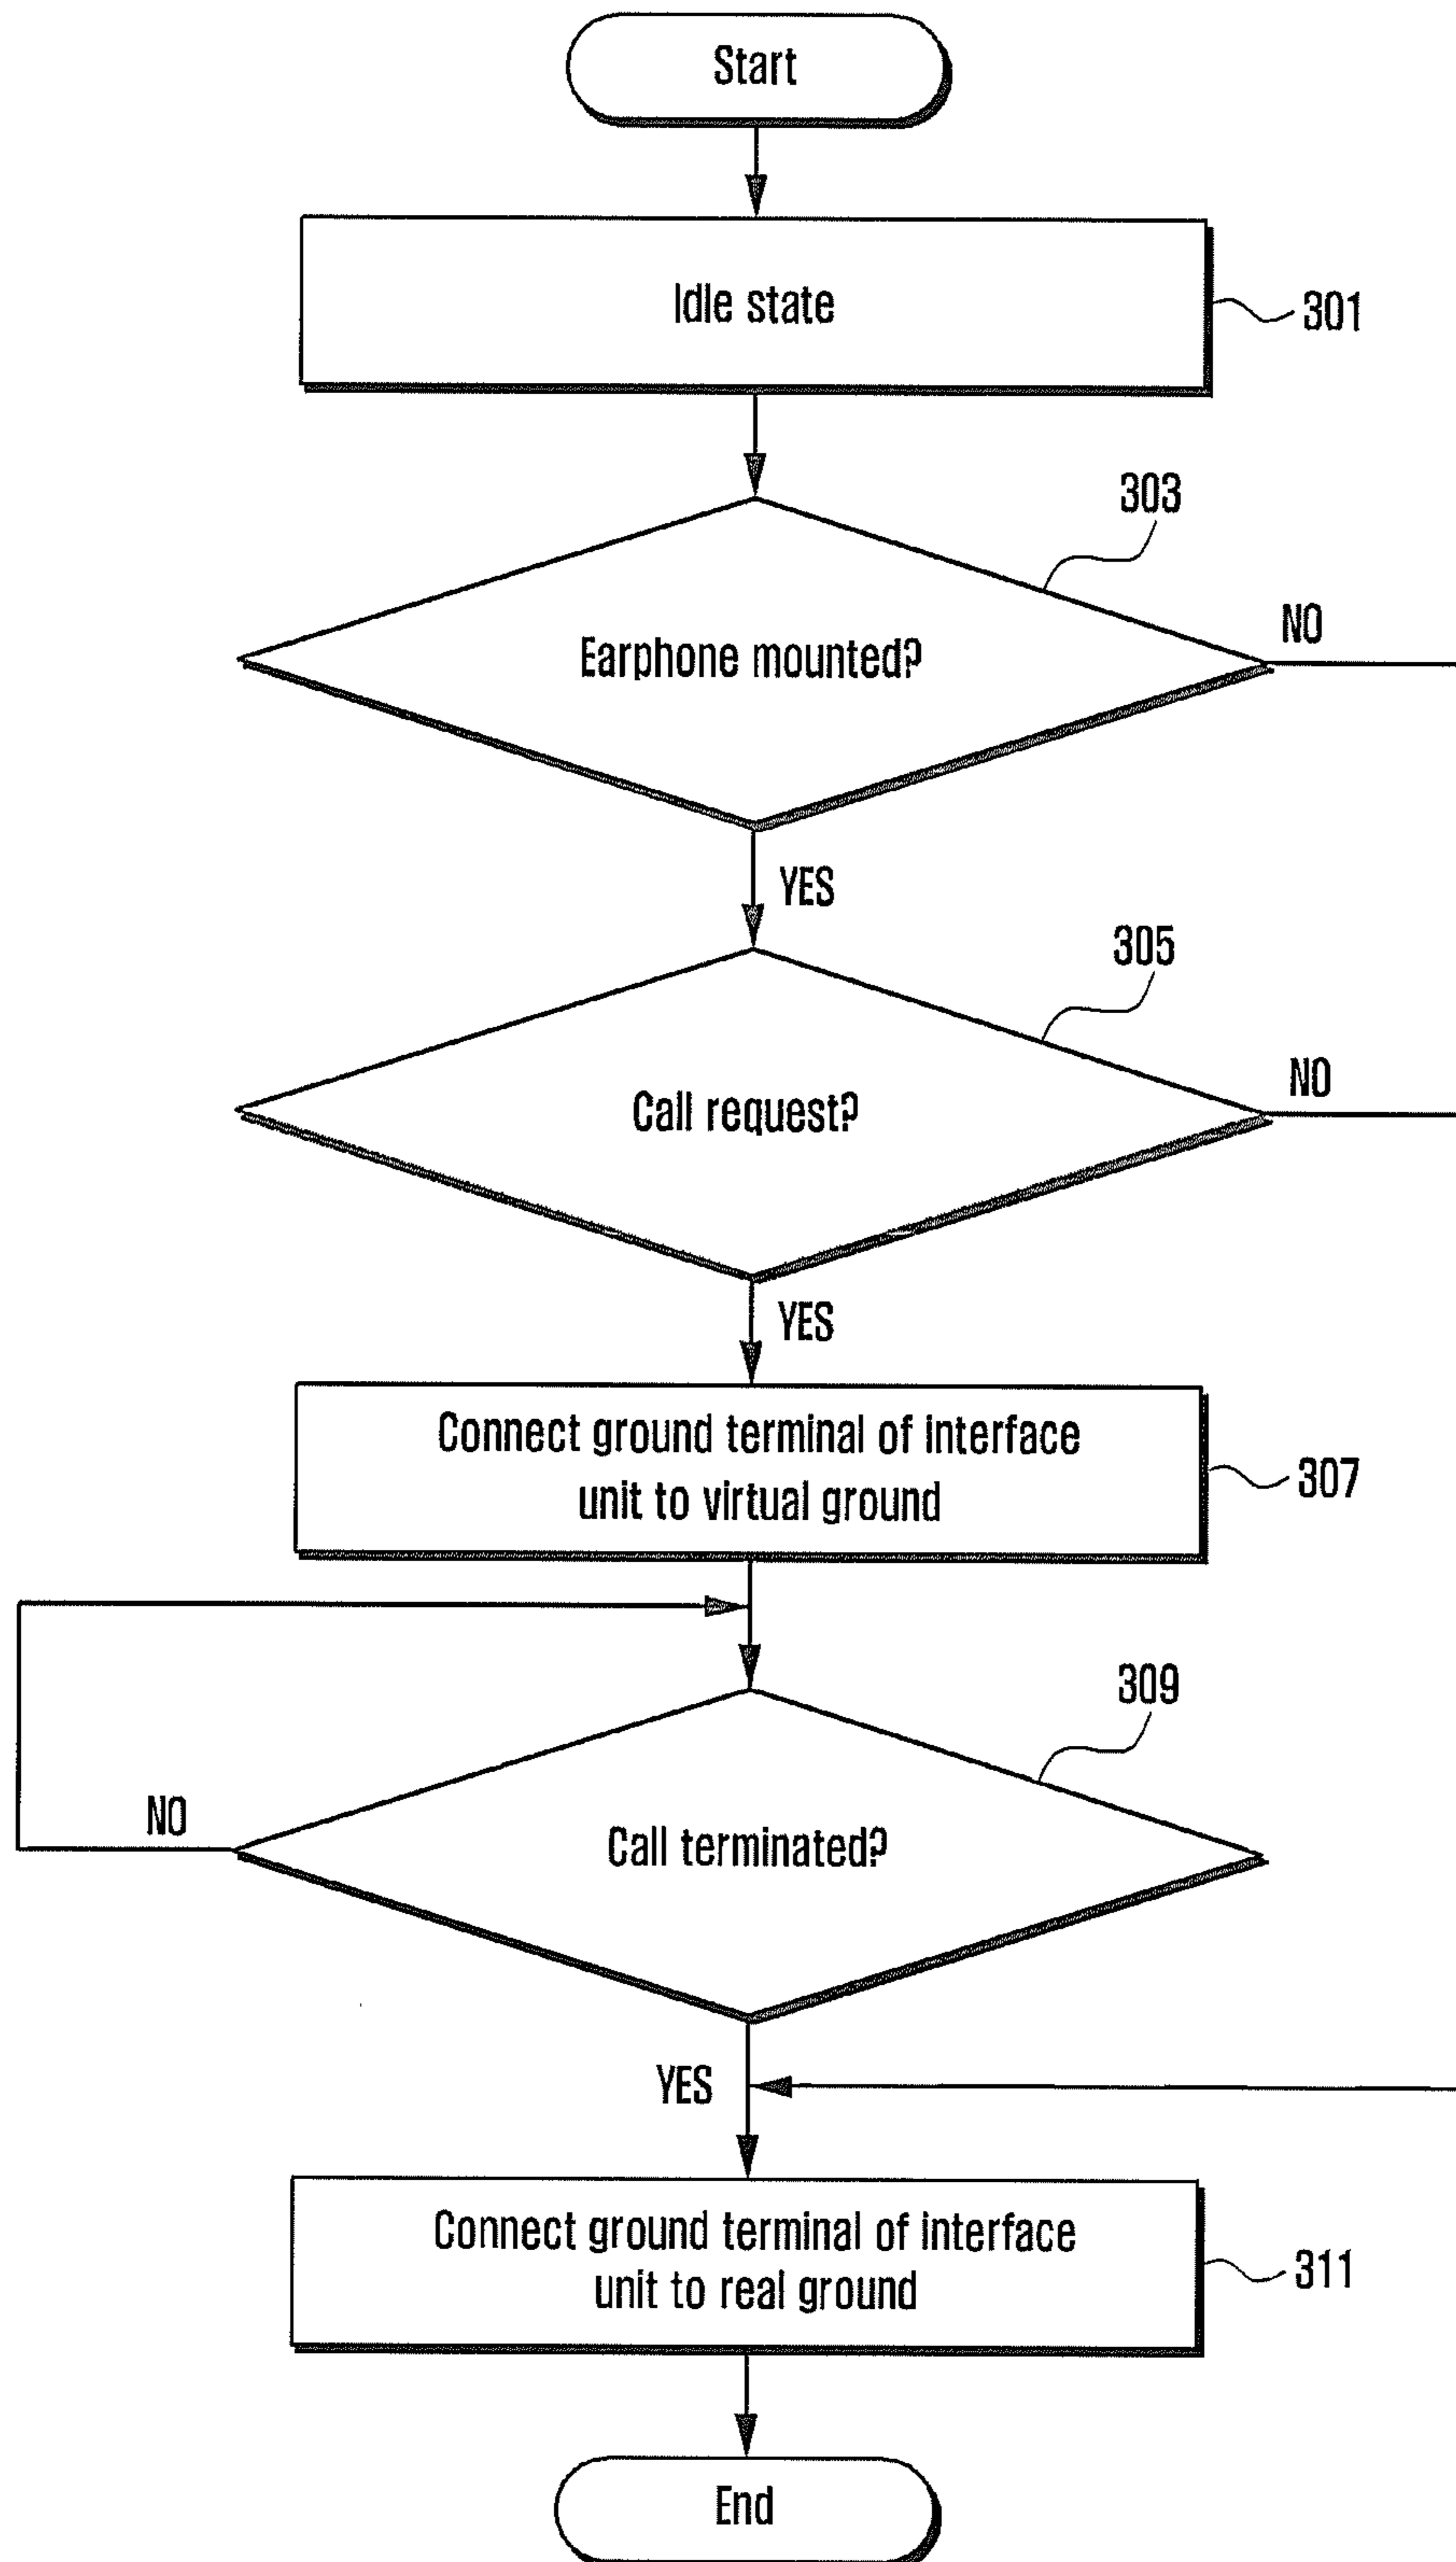 Start
Idle state
301
303
Earphone mounted?
NO
YES
305
Call request?
NO
YES
Connect ground terminal of interface
unit to virtual ground
307
309
NO
Call terminated?
YES
Connect ground terminal of interface
unit to real ground
311
End